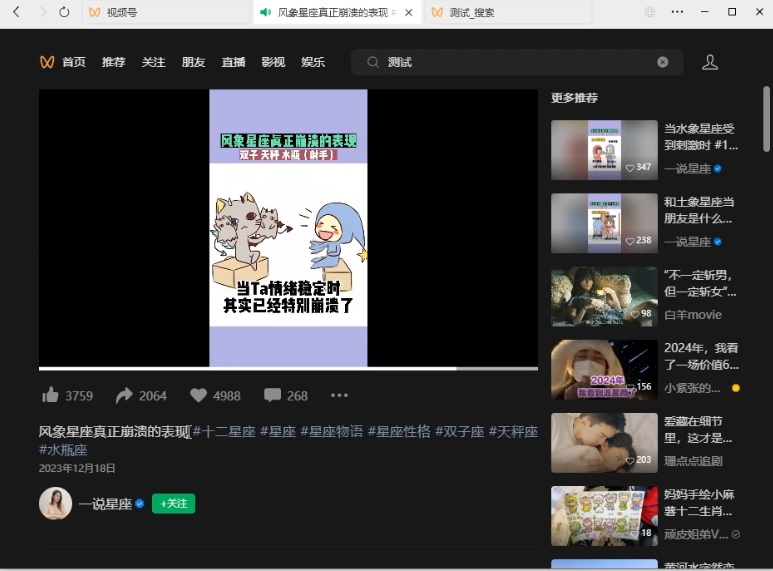 视频号
风象星座真正崩溃的表现 #
测试_搜索
首页 推荐 关注 朋友 直播 影视 娱乐
测试
风象星座真正崩溃的表现
双子 天秤 水瓶（射手）
当Ta情绪稳定时
其实已经特别崩溃了
3759 2064 4988 268
风象星座真正崩溃的表现 #十二星座 #星座 #星座物语 #星座性格 #双子座 #天秤座
#水瓶座
2023年12月18日
一说星座 +关注
更多推荐
347
当水象星座受
到刺激时 #1...
一说星座
238
和土象星座当
朋友是什么...
一说星座
98
“不一定斩男，
但一定斩女”...
白羊movie
2024年
我看到流星雨了
156
2024年，我看
了一场价值6...
小紧张的...
203
爱藏在细节
里，这才是...
珊点点追剧
18
妈妈手绘小麻
薯十二生肖...
顽皮姐弟V...